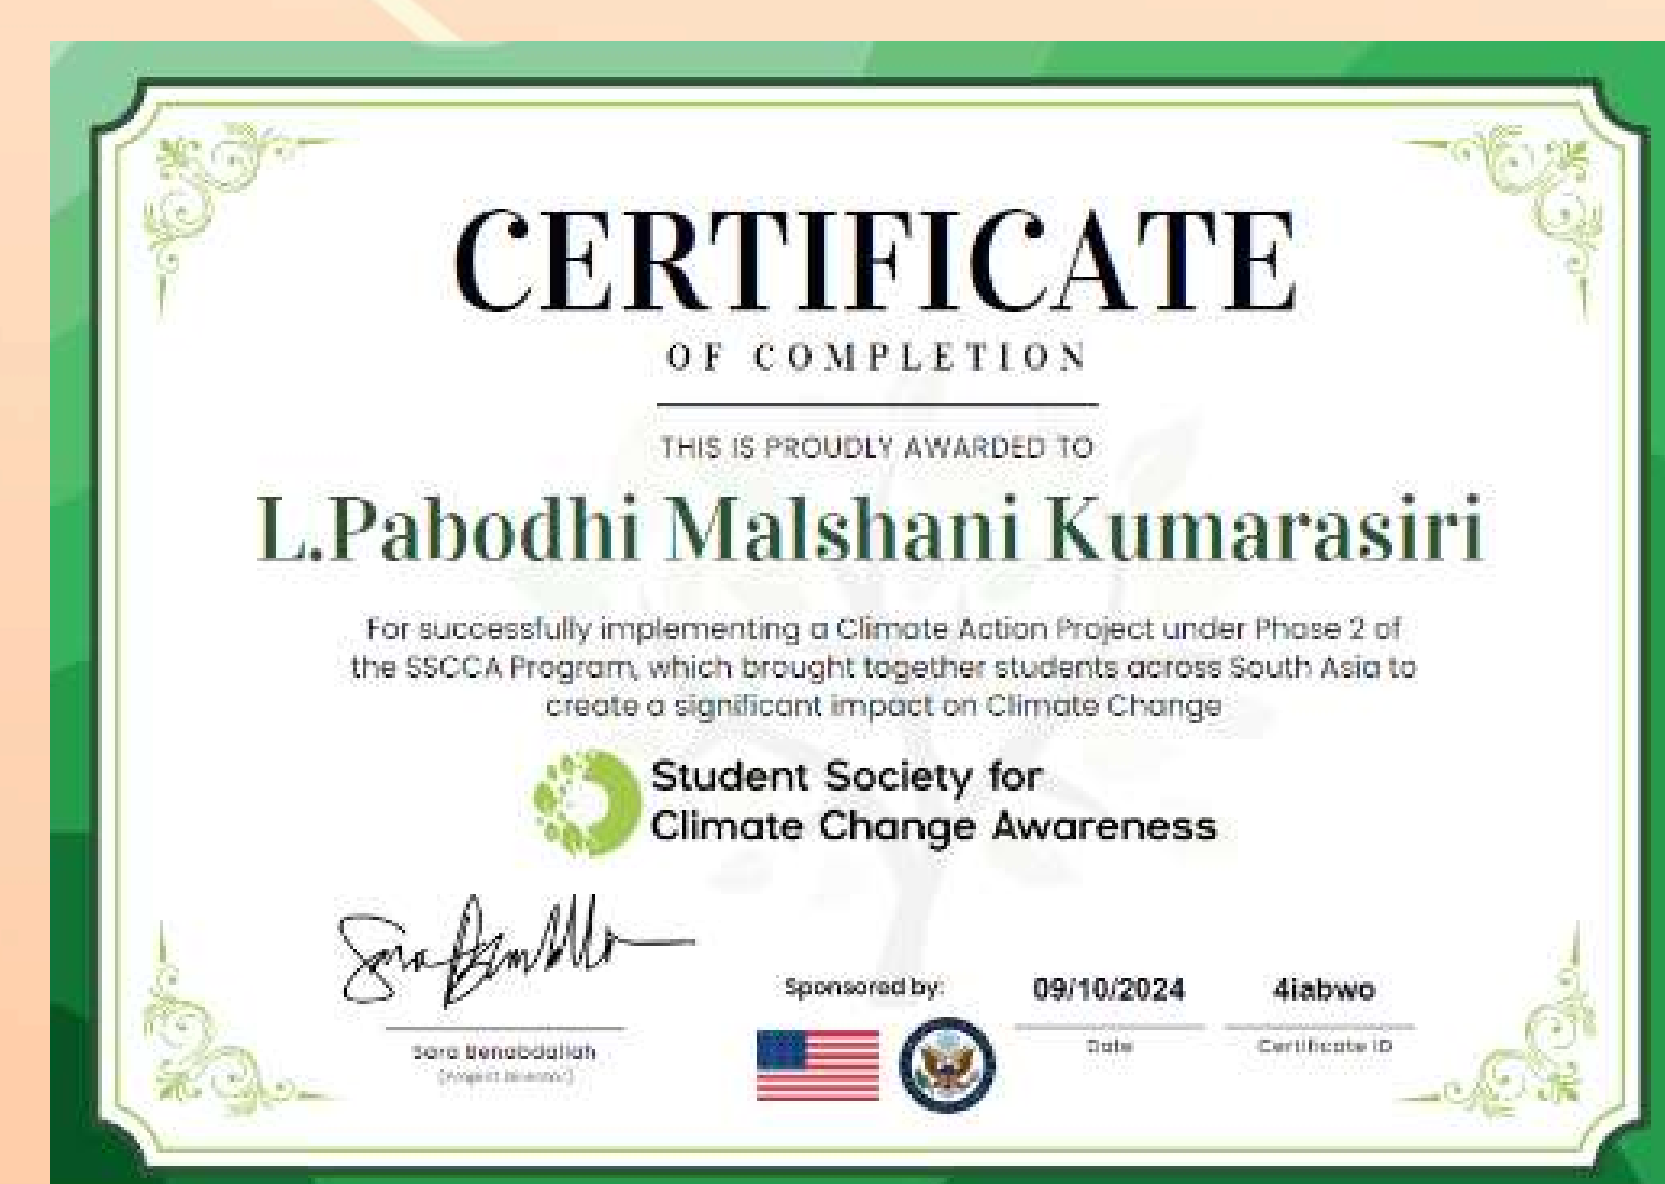 CERTIFICATE
OF COMPLETION
THIS IS PROUDLY AWARDED TO
L.Pabodhi Malshani Kumarasiri
For successfully implementing a Climate Action Project under Phase 2 of
the SSCCA Program, which brought together students across South Asia to
create a significant impact on Climate Change
Student Society for
Climate Change Awareness
Sponsored by:
09/10/2024
4iabwo
Sara Benabdallah
(Project Director)
Date
Certificate ID